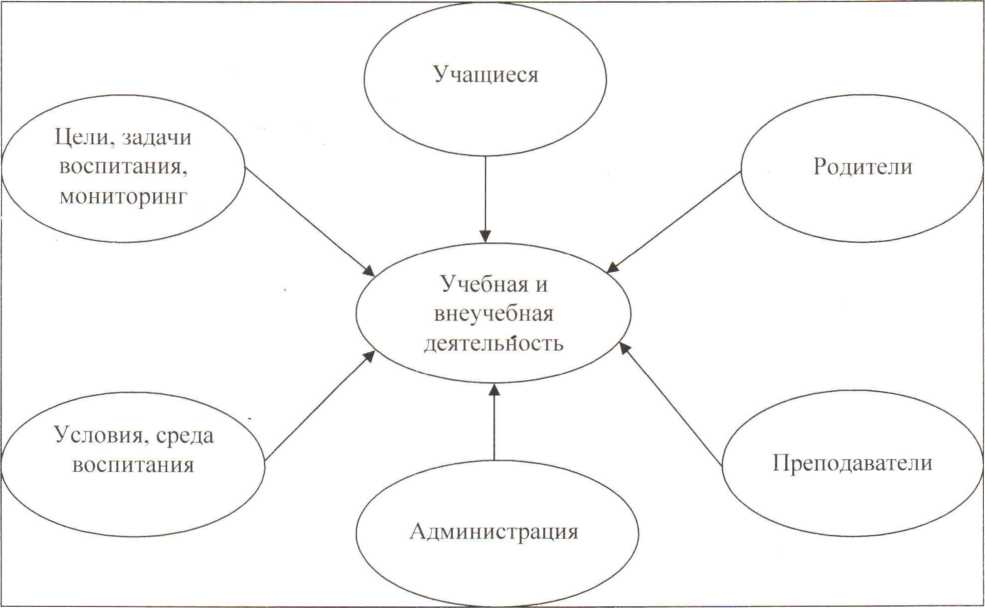 Учащиеся
Цели, задачи
воспитания,
мониторинг
Родители
Учебная и
внеучебная
деятельность
Условия, среда
воспитания
Преподаватели
Администрация